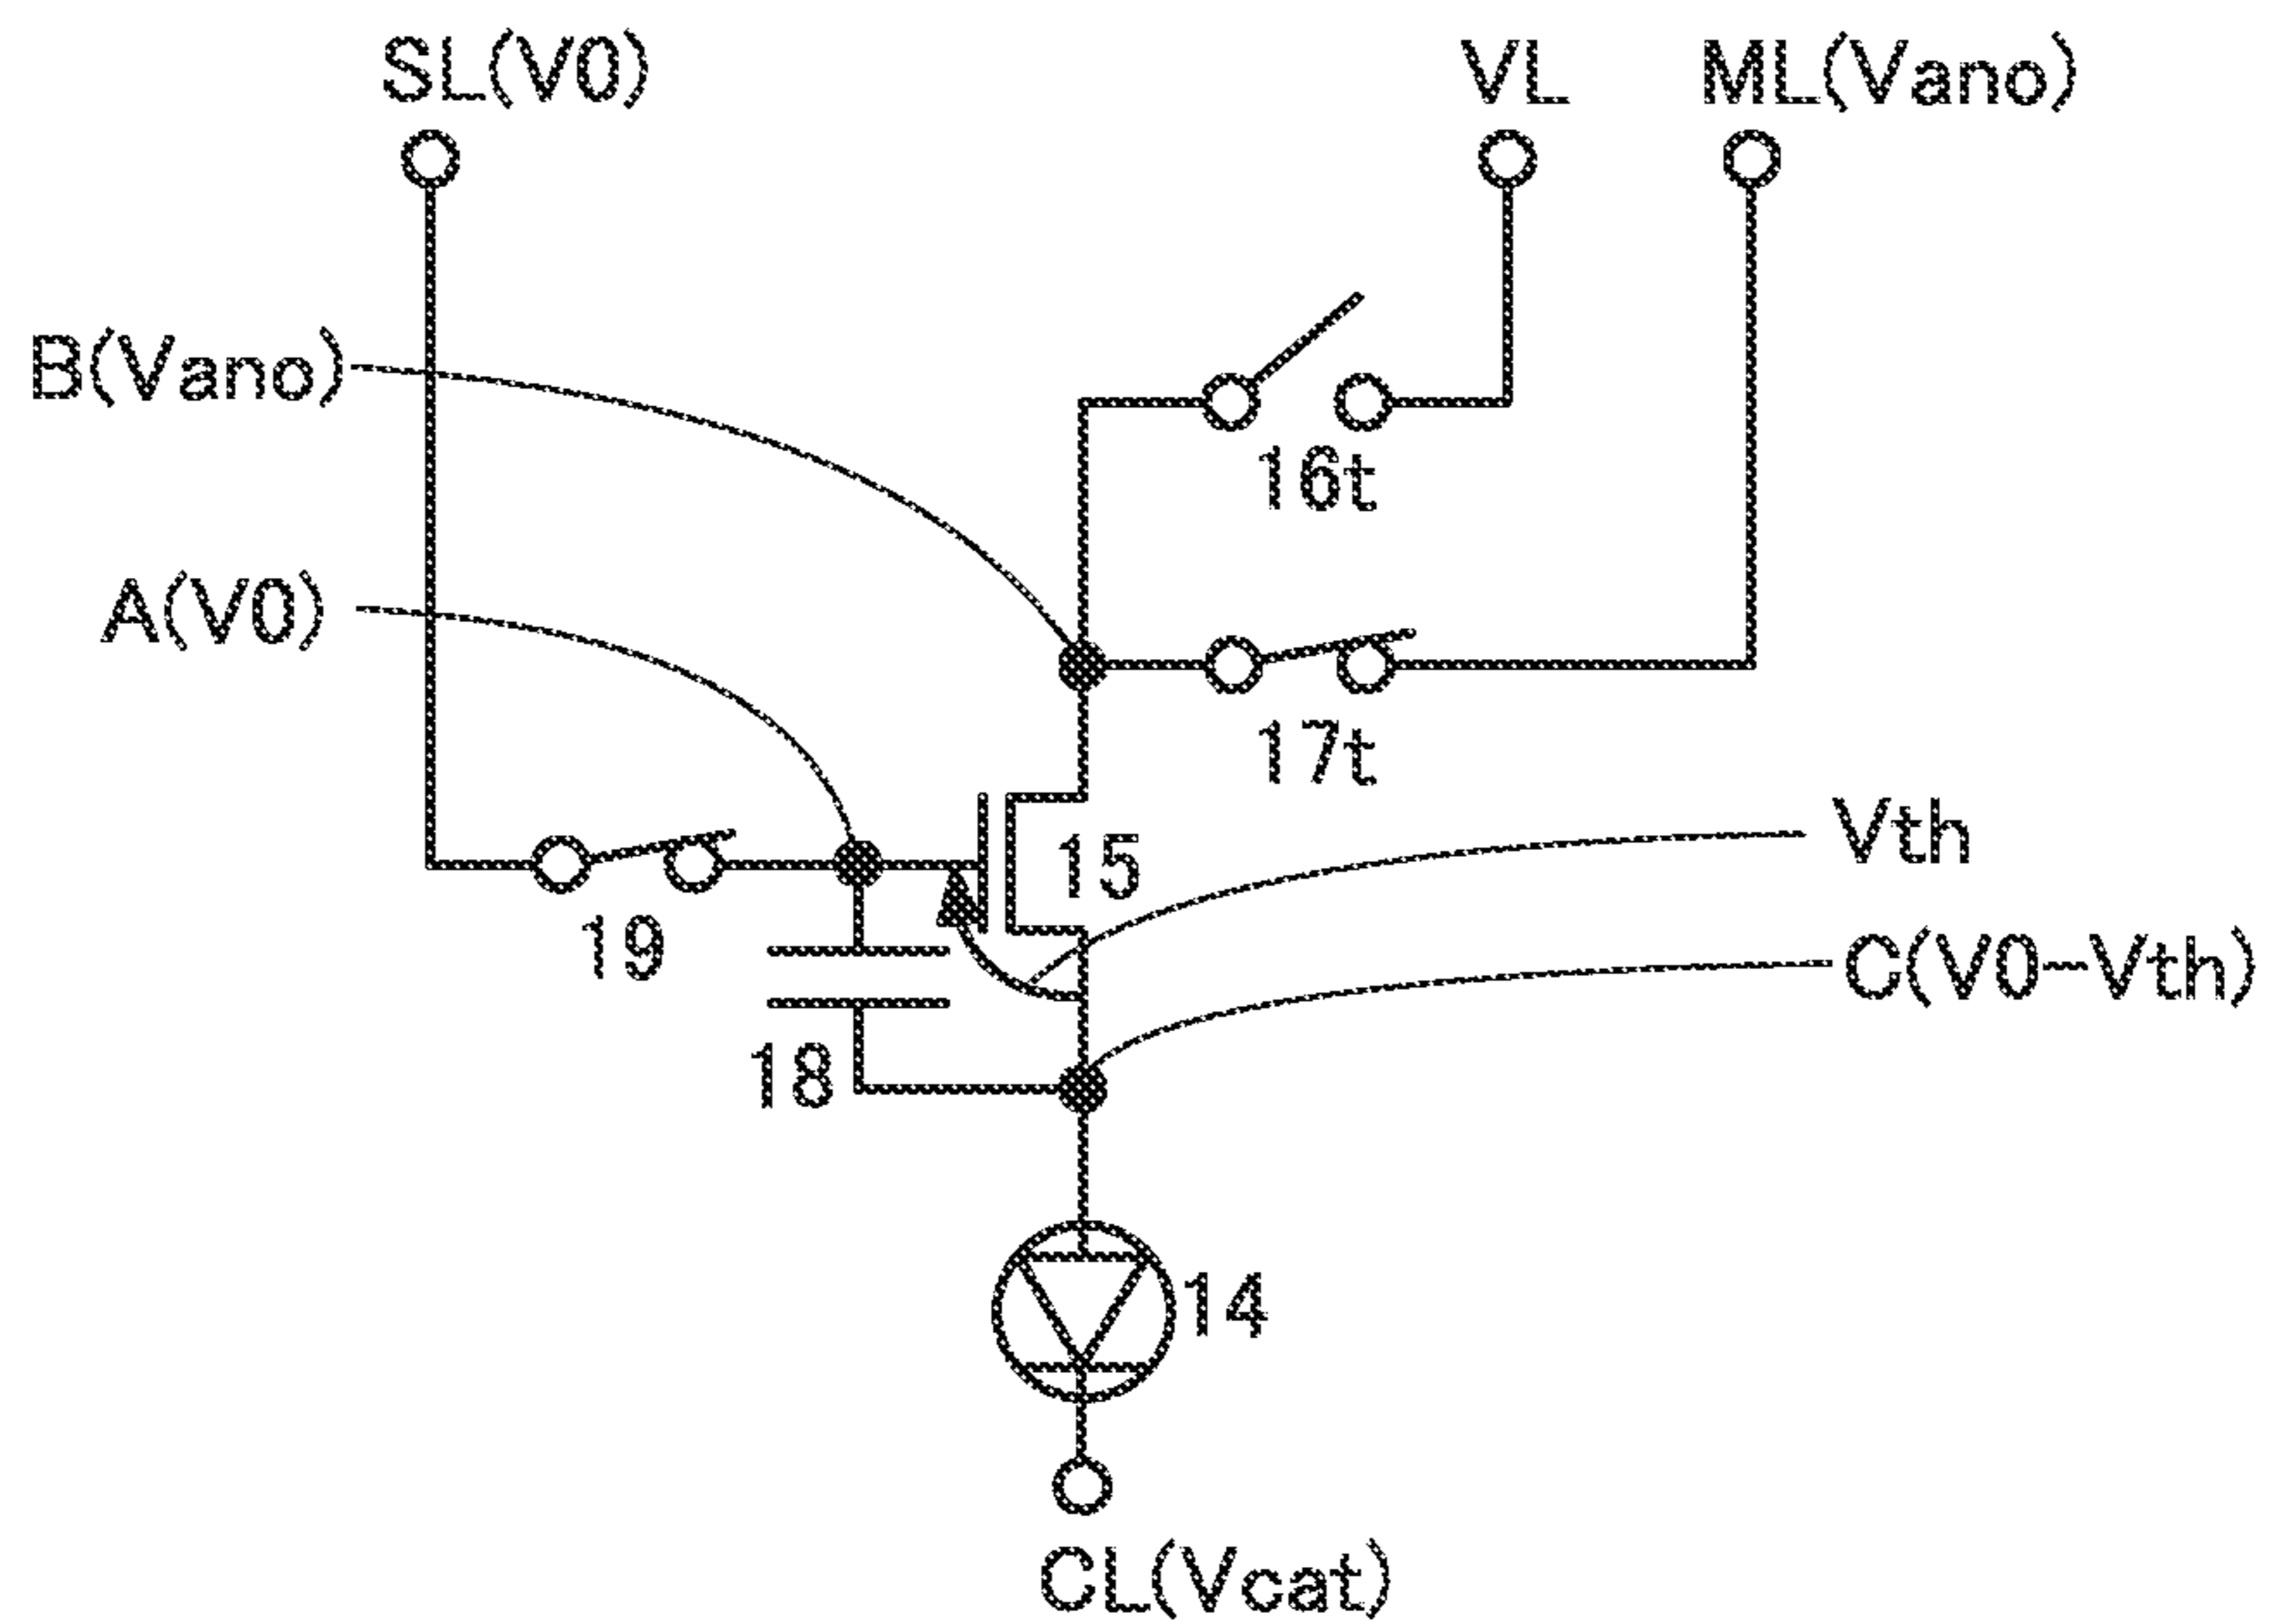 SL(V0)
VL
ML(Vano)
B(Vano)
16t
A(V0)
17t
15
Vth
19
C(V0-Vth)
18
14
CL(Vcat)